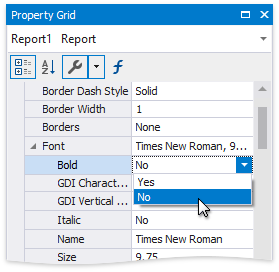 Property Grid
Report1 Report
Border Dash Style Solid
Border Width 1
Borders None
Font Times New Roman, 9...
Bold No
GDI Charact... Yes
GDI Vertical ... No
Italic No
Name Times New Roman
Size 9.75